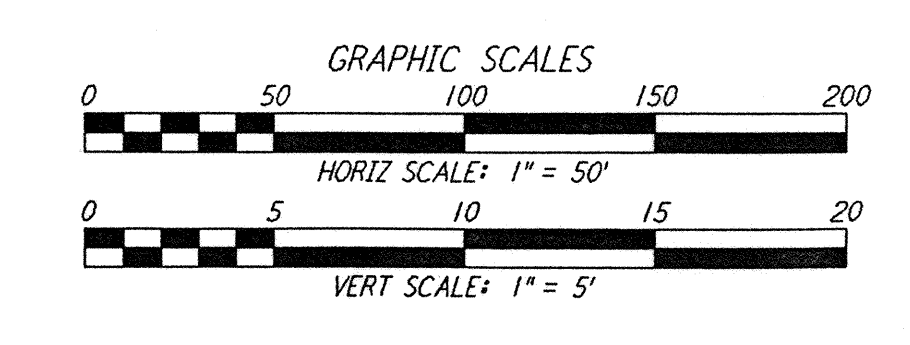 GRAPHIC SCALES
0 50 100 150 200
HORIZ SCALE: 1" = 50'
0 5 10 15 20
VERT SCALE: 1" = 5'